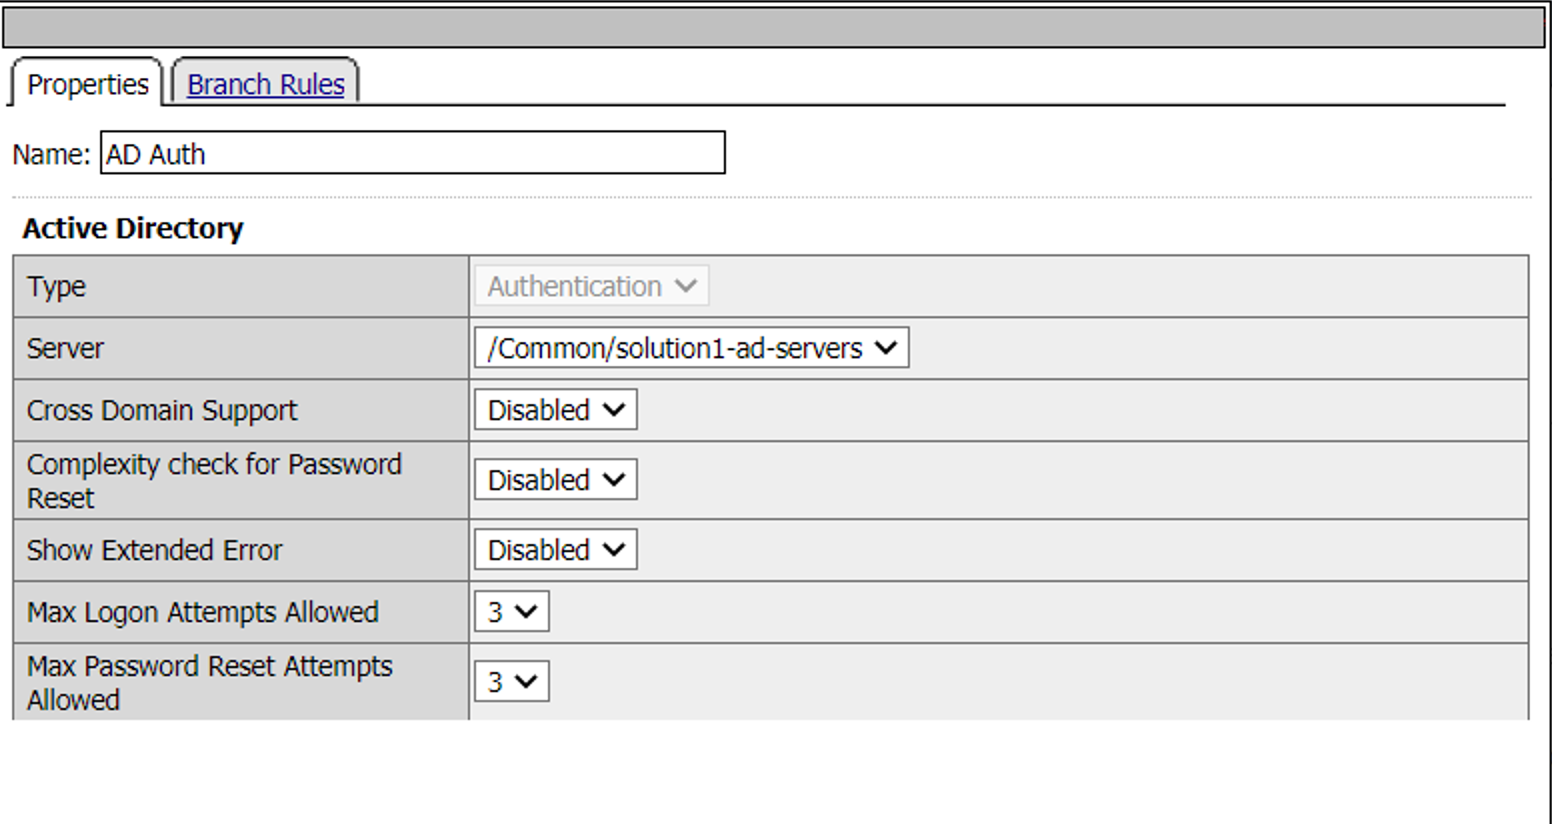 Properties Branch Rules
Name: AD Auth
Active Directory
Type Authentication
Server /Common/solution1-ad-servers
Cross Domain Support Disabled
Complexity check for Password
Reset Disabled
Show Extended Error Disabled
Max Logon Attempts Allowed 3
Max Password Reset Attempts
Allowed 3